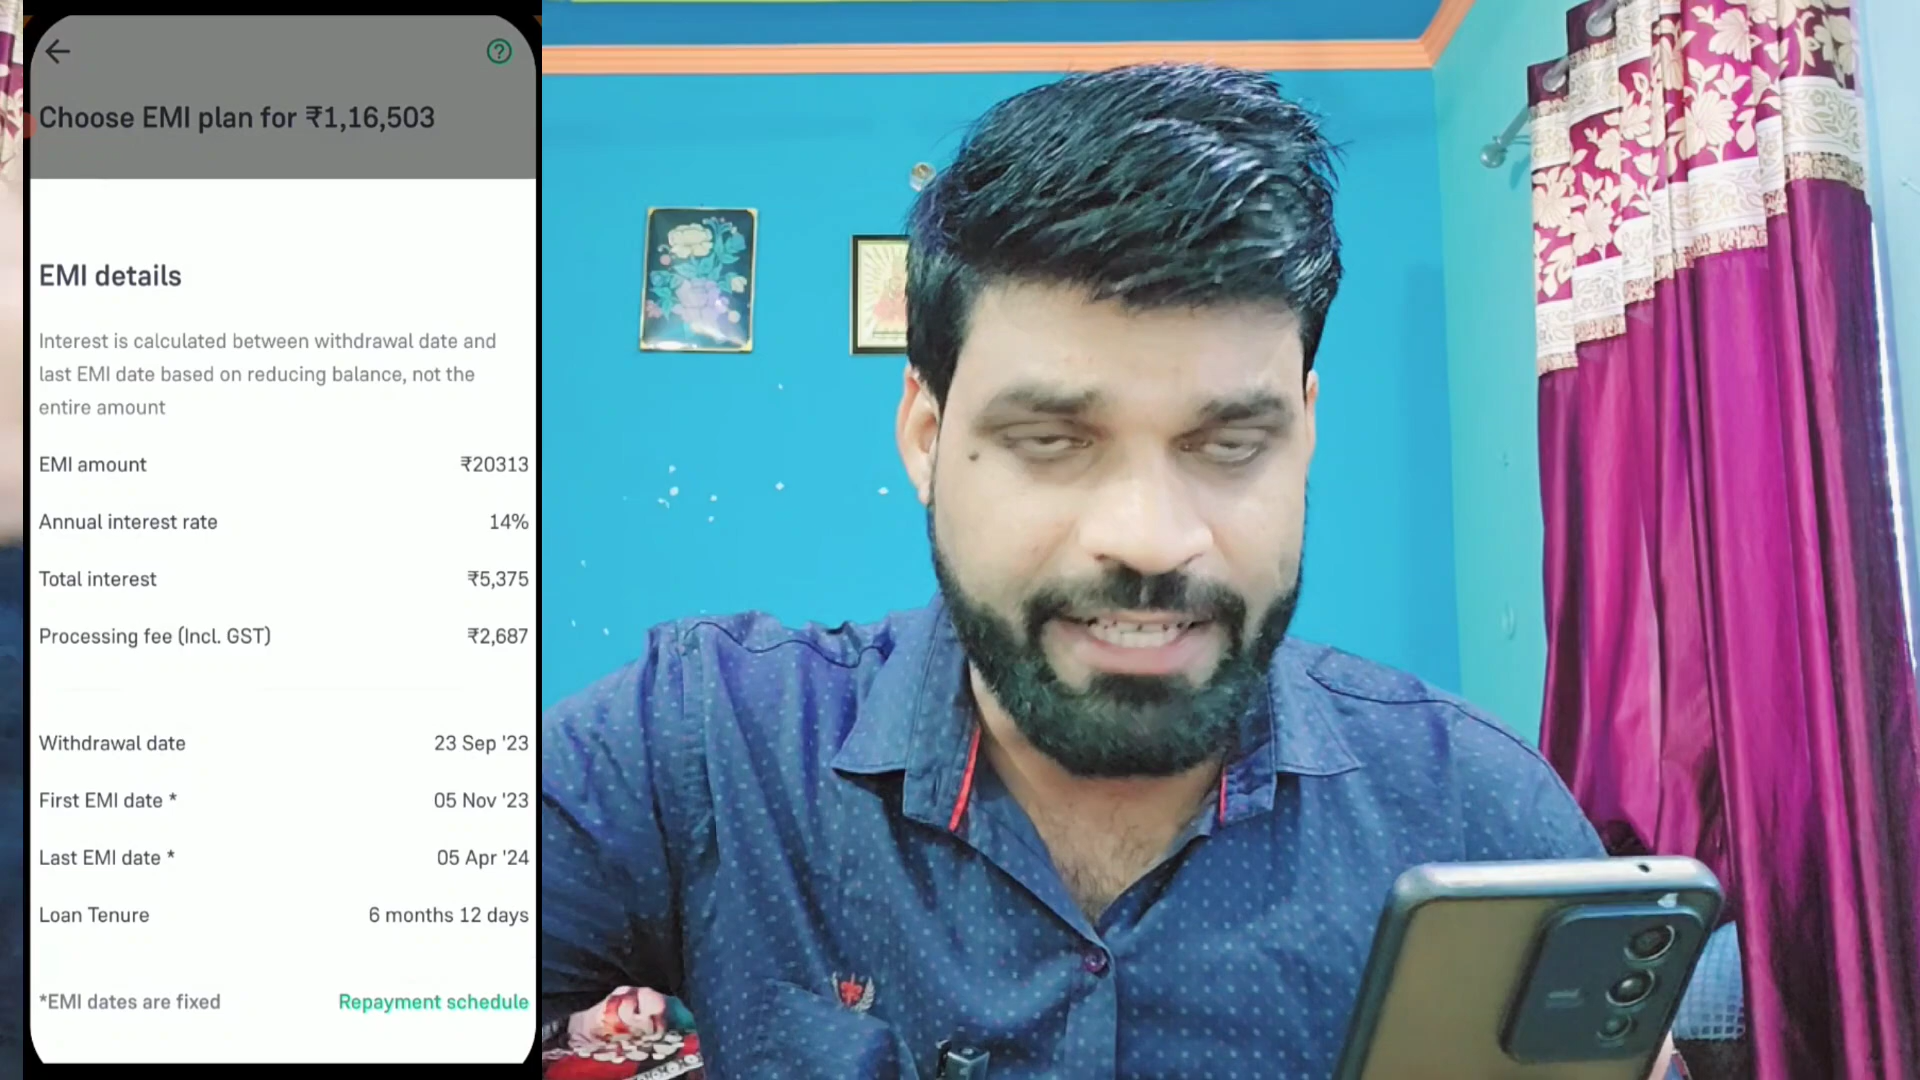 Choose EMI plan for ₹1,16,503
EMI details
Interest is calculated between withdrawal date and
last EMI date based on reducing balance, not the
entire amount
EMI amount ₹20313
Annual interest rate 14%
Total interest ₹5,375
Processing fee (Incl. GST) ₹2,687
Withdrawal date 23 Sep '23
First EMI date * 05 Nov '23
Last EMI date * 05 Apr '24
Loan Tenure 6 months 12 days
*EMI dates are fixed Repayment schedule